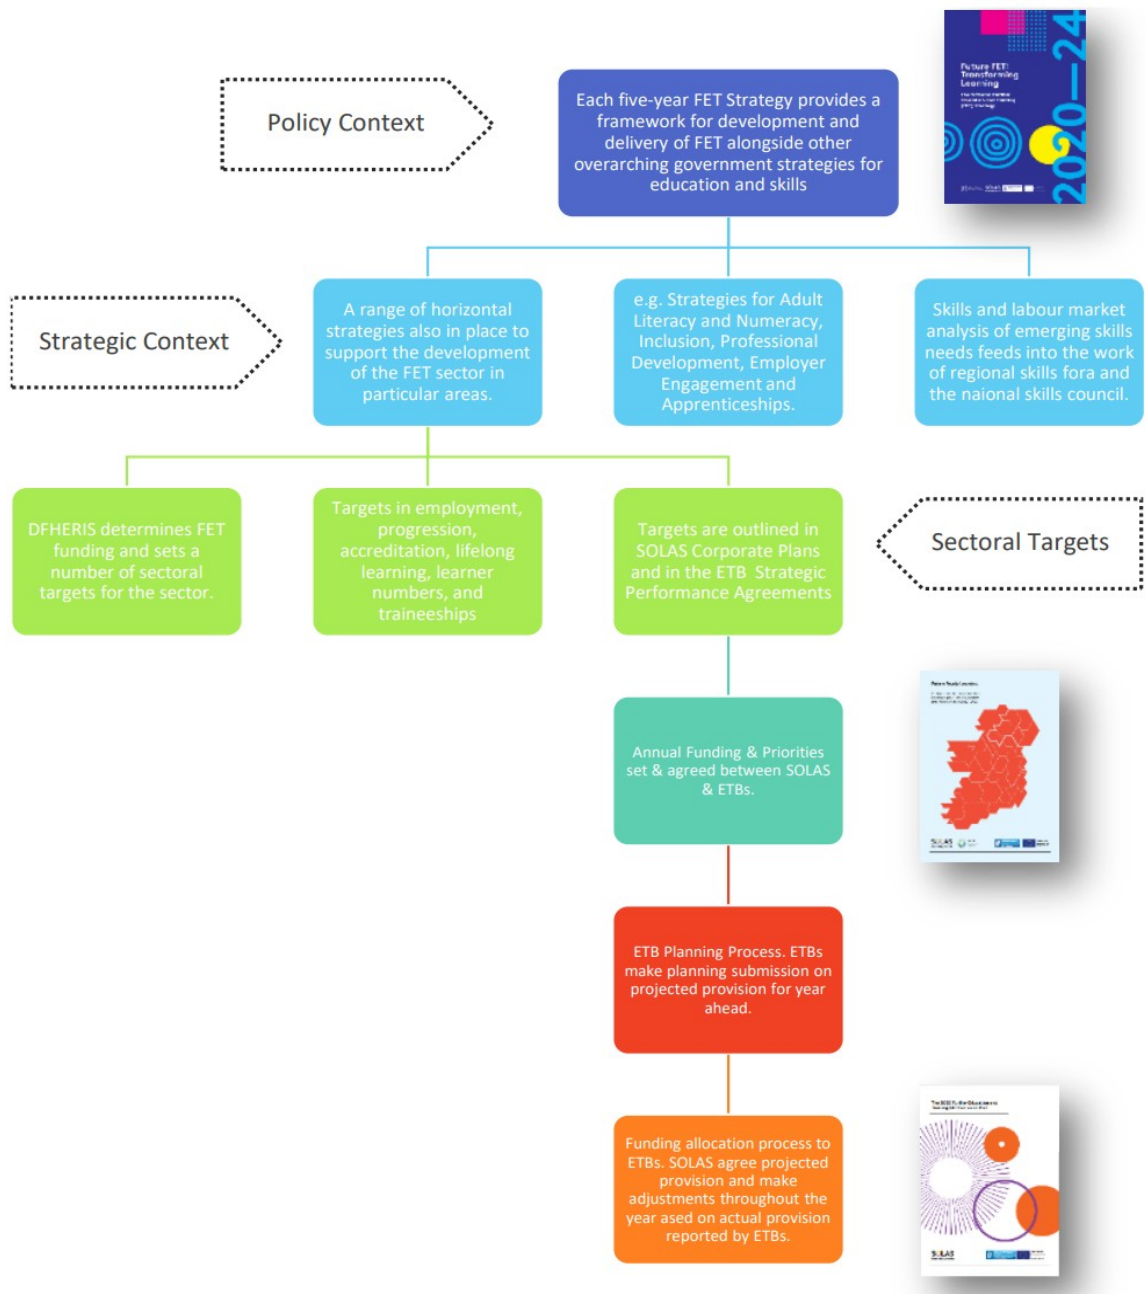 Policy Context
Each five-year FET Strategy provides a
framework for development and
delivery of FET alongside other
overarching government strategies for
education and skills
Future FET:
Transforming
Learning
2020—24
Strategic Context
A range of horizontal
strategies also in place to
support the development
of the FET sector in
particular areas.
e.g. Strategies for Adult
Literacy and Numeracy,
Inclusion, Professional
Development, Employer
Engagement and
Apprenticeships.
Skills and labour market
analysis of emerging skills
needs feeds into the work
of regional skills fora and
the naional skills council.
DFHERIS determines FET
funding and sets a
number of sectoral
targets for the sector.
Targets in employment,
progression,
accreditation, lifelong
learning, learner
numbers, and
traineeships
Targets are outlined in
SOLAS Corporate Plans
and in the ETB  Strategic
Performance Agreements
Sectoral Targets
Annual Funding & Priorities
set & agreed between SOLAS
& ETBs.
SOLAS
ETB Planning Process. ETBs
make planning submission on
projected provision for year
ahead.
Funding allocation process to
ETBs. SOLAS agree projected
provision and make
adjustments throughout the
year ased on actual provision
reported by ETBs.
SOLAS